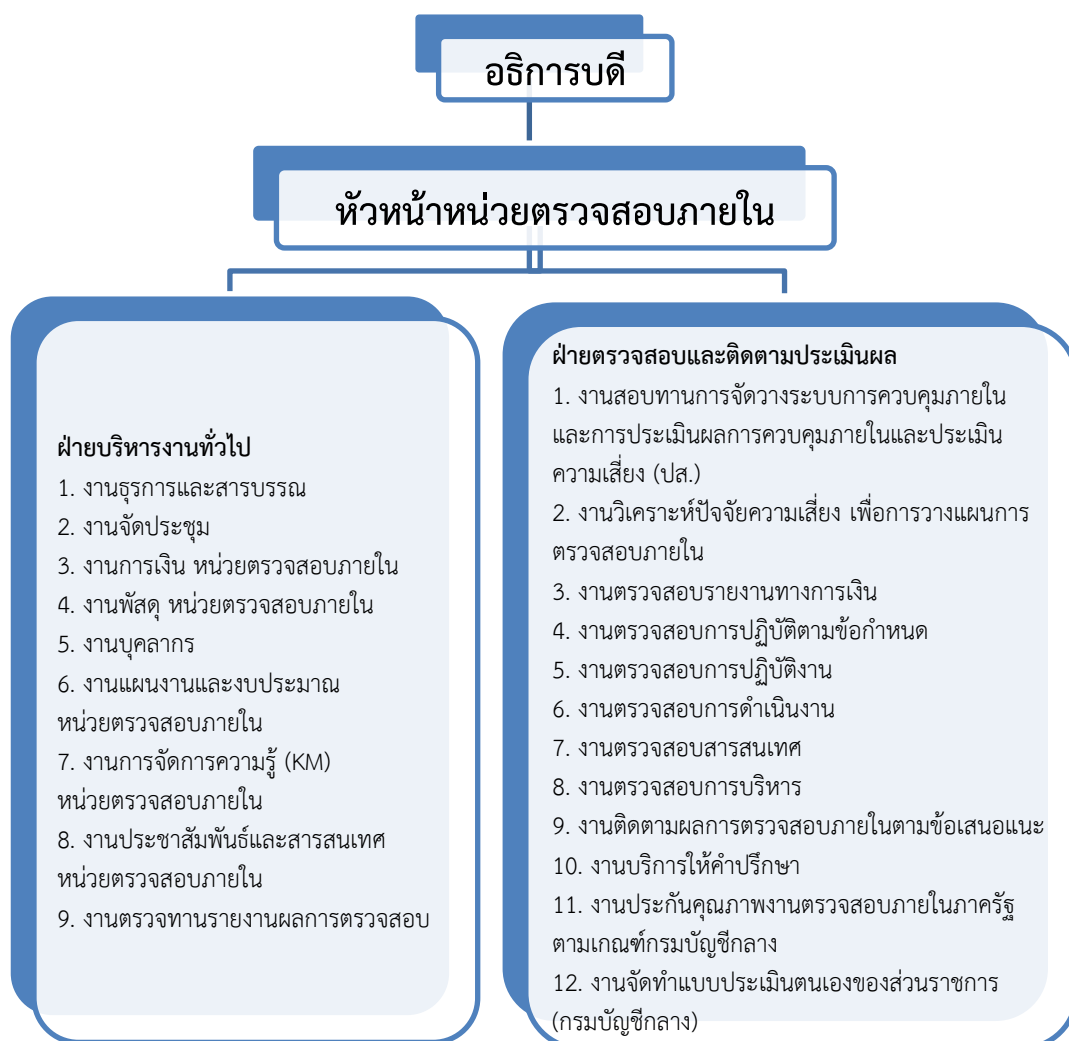 อธิการบดี
หัวหน้าหน่วยตรวจสอบภายใน
ฝ่ายบริหารงานทั่วไป
1. งานธุรการและสารบรรณ
2. งานจัดประชุม
3. งานการเงิน หน่วยตรวจสอบภายใน
4. งานพัสดุ หน่วยตรวจสอบภายใน
5. งานบุคลากร
6. งานแผนงานและงบประมาณ
หน่วยตรวจสอบภายใน
7. งานการจัดการความรู้ (KM)
หน่วยตรวจสอบภายใน
8. งานประชาสัมพันธ์และสารสนเทศ
หน่วยตรวจสอบภายใน
9. งานตรวจทานรายงานผลการตรวจสอบ
ฝ่ายตรวจสอบและติดตามประเมินผล
1. งานสอบทานการจัดวางระบบการควบคุมภายใน
และการประเมินผลการควบคุมภายในและประเมิน
ความเสี่ยง (ปส.)
2. งานวิเคราะห์ปัจจัยความเสี่ยง เพื่อการวางแผนการ
ตรวจสอบภายใน
3. งานตรวจสอบรายงานทางการเงิน
4. งานตรวจสอบการปฏิบัติตามข้อกำหนด
5. งานตรวจสอบการปฏิบัติงาน
6. งานตรวจสอบการดำเนินงาน
7. งานตรวจสอบสารสนเทศ
8. งานตรวจสอบการบริหาร
9. งานติดตามผลการตรวจสอบภายในตามข้อเสนอแนะ
10. งานบริการให้คำปรึกษา
11. งานประกันคุณภาพงานตรวจสอบภายในภาครัฐ
ตามเกณฑ์กรมบัญชีกลาง
12. งานจัดทำแบบประเมินตนเองของส่วนราชการ
(กรมบัญชีกลาง)